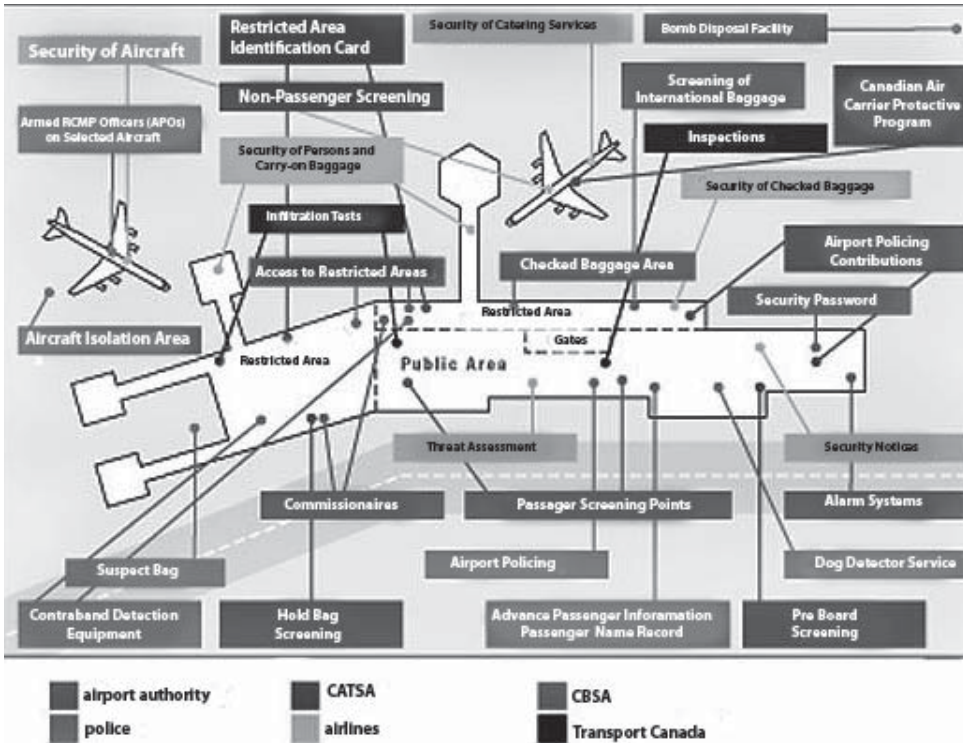 Security of Aircraft
Restricted Area
Identification Card
Security of Catering Services
Bomb Disposal Facility
Non-Passenger Screening
Screening of
International Baggage
Canadian Air
Carrier Protective
Program
Armed RCMP Officers (APOs)
on Selected Aircraft
Security of Persons and
Carry-on Baggage
Inspections
Security of Checked Baggage
Infiltration Tests
Access to Restricted Areas
Checked Baggage Area
Airport Policing
Contributions
Security Password
Aircraft Isolation Area
Restricted Area
Restricted Area
Gates
Public Area
Threat Assessment
Security Notices
Commissionaires
Passager Screening Points
Alarm Systems
Suspect Bag
Airport Policing
Dog Detector Service
Contraband Detection
Equipment
Hold Bag
Screening
Advance Passenger Inforamation
Passenger Name Record
Pre Board
Screening
airport authority
CATSA
CBSA
police
airlines
Transport Canada